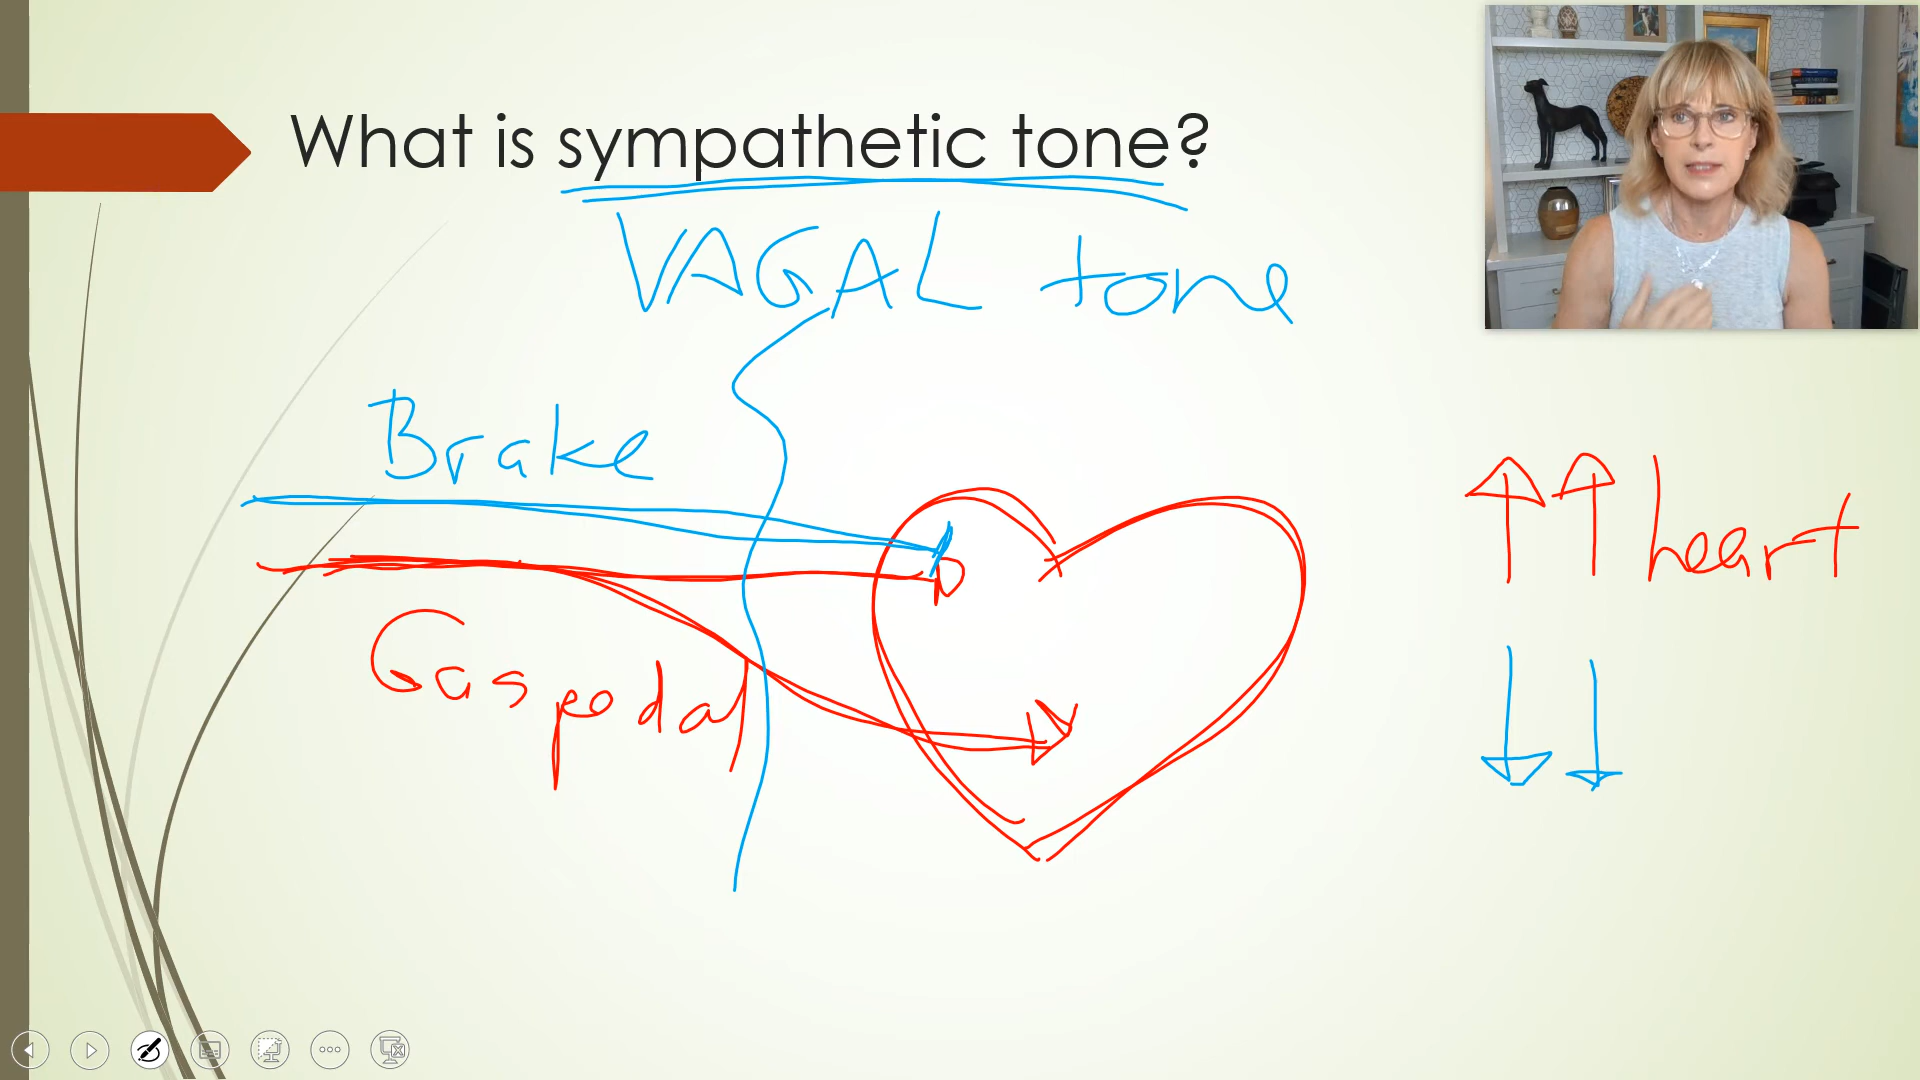 What is sympathetic tone?
VAGAL tone
Brake
Gas pedal
heart